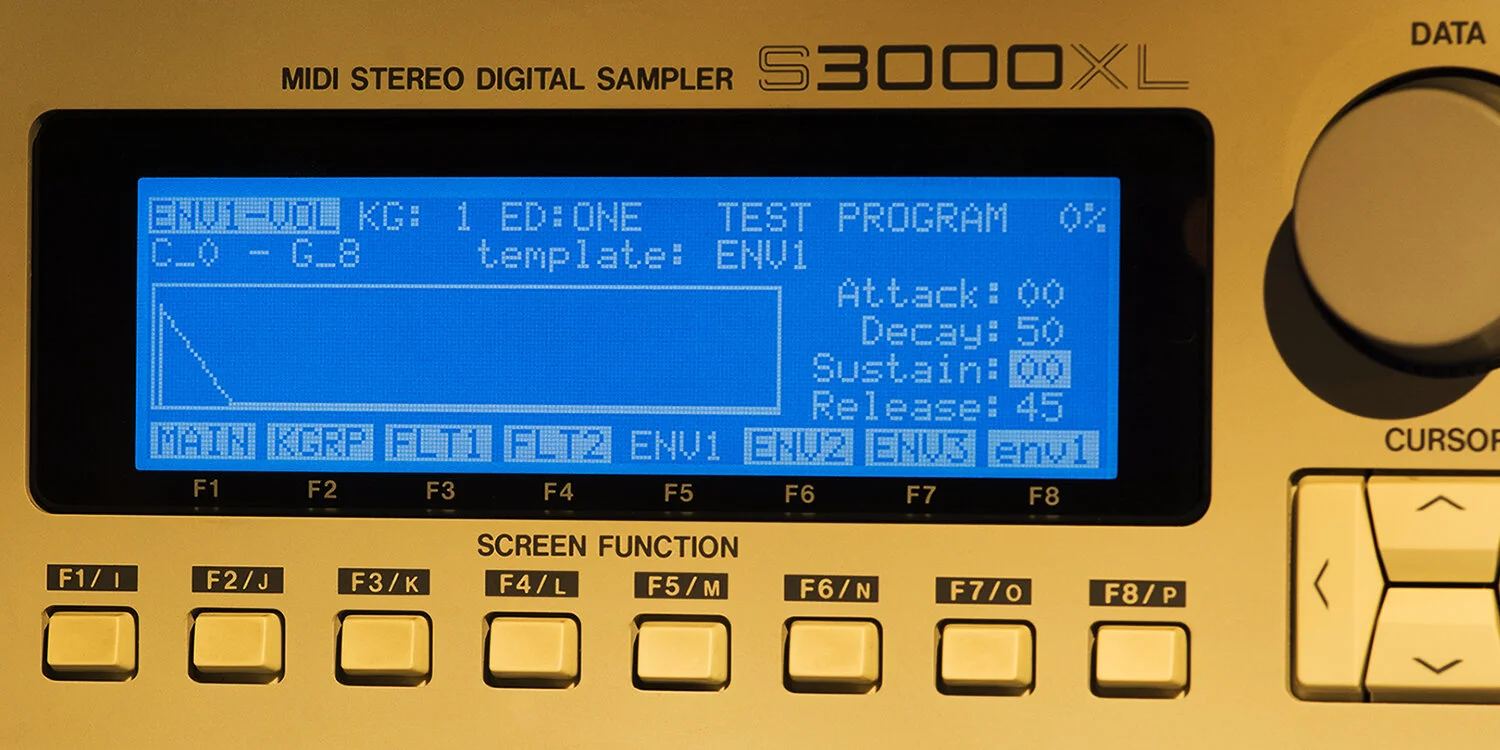 DATA
MIDI STEREO DIGITAL SAMPLER S3000XL
ENV1-VOL KG: 1 ED:ONE TEST PROGRAM 0%
C_0 - G_8 template: ENV1
Attack: 00
Decay: 50
Sustain: 00
Release: 45
MAIN KGRP FLT1 FLT2 ENV1 ENV2 ENV3 env1
F1 F2 F3 F4 F5 F6 F7 F8
CURSOR
SCREEN FUNCTION
F1/I F2/J F3/K F4/L F5/M F6/N F7/O F8/P